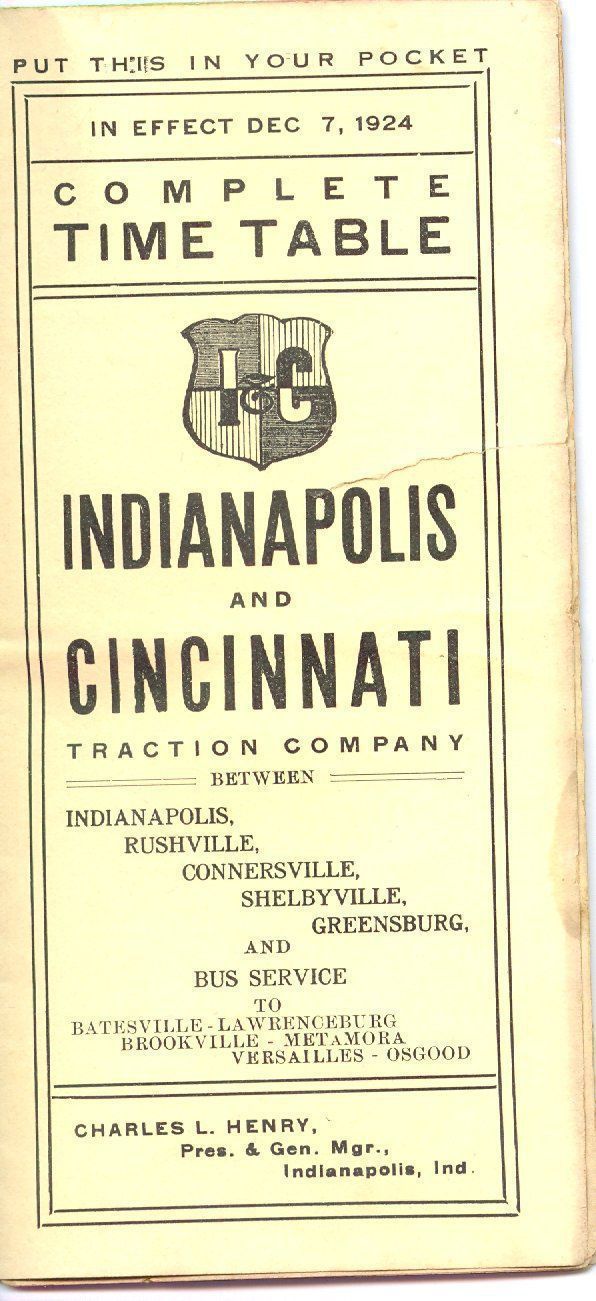 PUT THIS IN YOUR POCKET
IN EFFECT DEC 7, 1924
COMPLETE
TIME TABLE
I & C
INDIANAPOLIS
AND
CINCINNATI
TRACTION COMPANY
BETWEEN
INDIANAPOLIS,
RUSHVILLE,
CONNERSVILLE,
SHELBYVILLE,
GREENSBURG,
AND
BUS SERVICE
TO
BATESVILLE - LAWRENCEBURG
BROOKVILLE - METAMORA
VERSAILLES - OSGOOD
CHARLES L. HENRY,
Pres. & Gen. Mgr.,
Indianapolis, Ind.